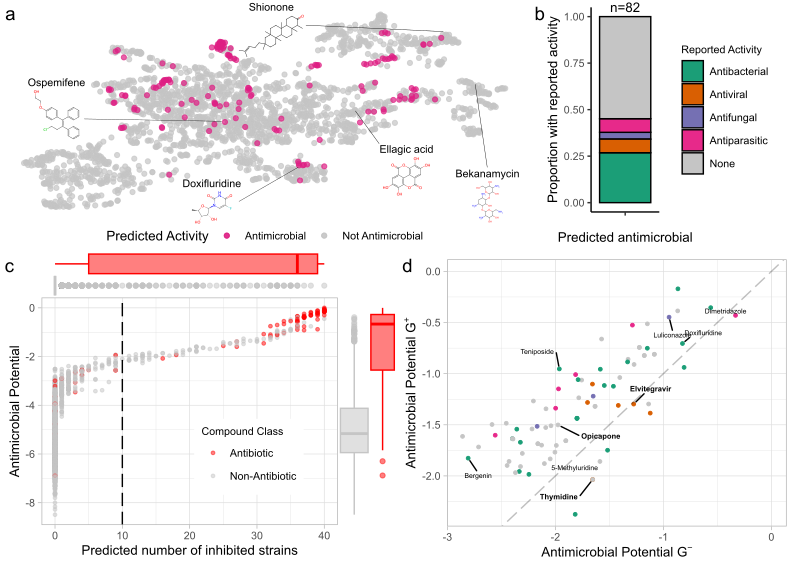 a
Shionone
Ospemifene
Ellagic acid
Doxifluridine
Bekanamycin
Predicted Activity
Antimicrobial
Not Antimicrobial
b
n=82
Proportion with reported activity
1.00
0.75
0.50
0.25
0.00
Predicted antimicrobial
Reported Activity
Antibacterial
Antiviral
Antifungal
Antiparasitic
None
c
Antimicrobial Potential
0
-2
-4
-6
-8
0
10
20
30
40
Predicted number of inhibited strains
Compound Class
Antibiotic
Non-Antibiotic
d
Antimicrobial Potential G⁺
0.0
-0.5
-1.0
-1.5
-2.0
Dimetridazole
Luliconazole
Doxifluridine
Teniposide
Elvitegravir
Opicapone
5-Methyluridine
Bergenin
Thymidine
-3
-2
-1
0
Antimicrobial Potential G⁻